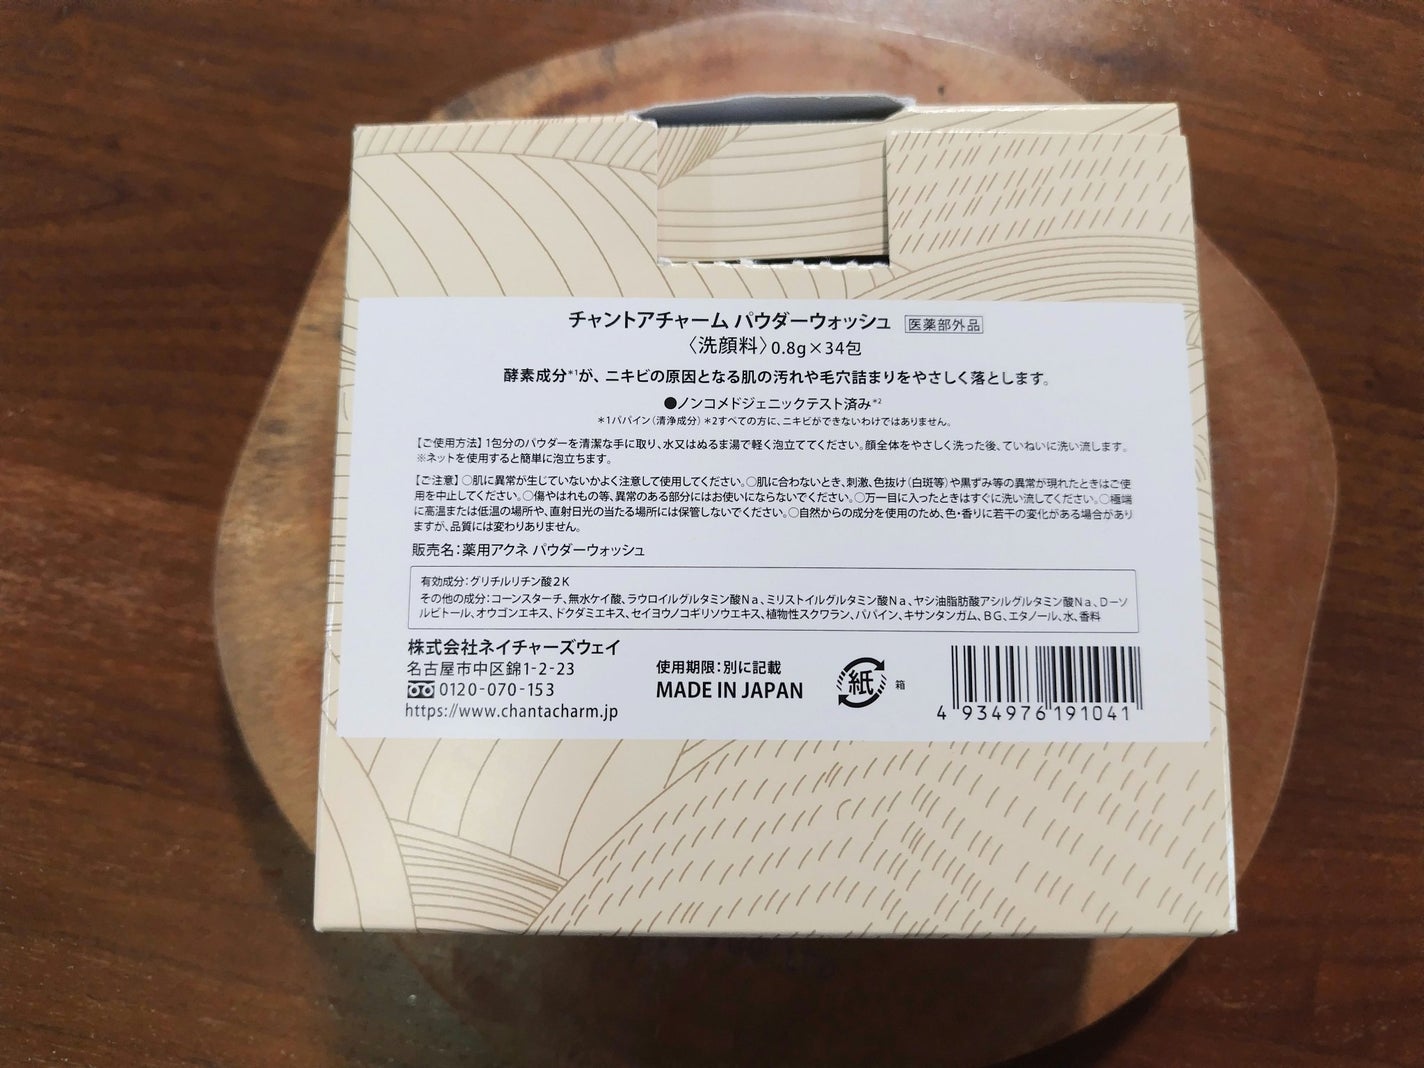 チャントアチャーム パウダーウォッシュ 医薬部外品
〈洗顔料〉0.8g×34包
酵素成分*1が、ニキビの原因となる肌の汚れや毛穴詰まりをやさしく落とします。
●ノンコメドジェニックテスト済み*2
*1パパイン(清浄成分) *2すべての方に、ニキビができないわけではありません。
【ご使用方法】1包分のパウダーを清潔な手に取り、水又はぬるま湯で軽く泡立ててください。顔全体をやさしく洗った後、ていねいに洗い流します。
※ネットを使用すると簡単に泡立ちます。
【ご注意】○肌に異常が生じていないかよく注意して使用してください。○肌に合わないとき、刺激、色抜け(白斑等)や黒ずみ等の異常が現れたときはご使
用を中止してください。○傷やはれもの等、異常のある部分にはお使いにならないでください。○万一目に入ったときはすぐに洗い流してください。○極端
に高温または低温の場所や、直射日光の当たる場所には保管しないでください。○自然からの成分を使用のため、色・香りに若干の変化がある場合があり
ますが、品質には変わりありません。
販売名:薬用アクネ パウダーウォッシュ
有効成分:グリチルリチン酸2K
その他の成分:コーンスターチ、無水ケイ酸、ラウロイルグルタミン酸Na、ミリストイルグルタミン酸Na、ヤシ油脂肪酸アシルグルタミン酸Na、D-ソ
ルビトール、オウゴンエキス、ドクダミエキス、セイヨウノコギリソウエキス、植物性スクワラン、パパイン、キサンタンガム、BG、エタノール、水、香料
株式会社ネイチャーズウェイ
名古屋市中区錦1-2-23
0120-070-153
https://www.chantacharm.jp
使用期限:別に記載
MADE IN JAPAN
紙 箱
4 934976 191041